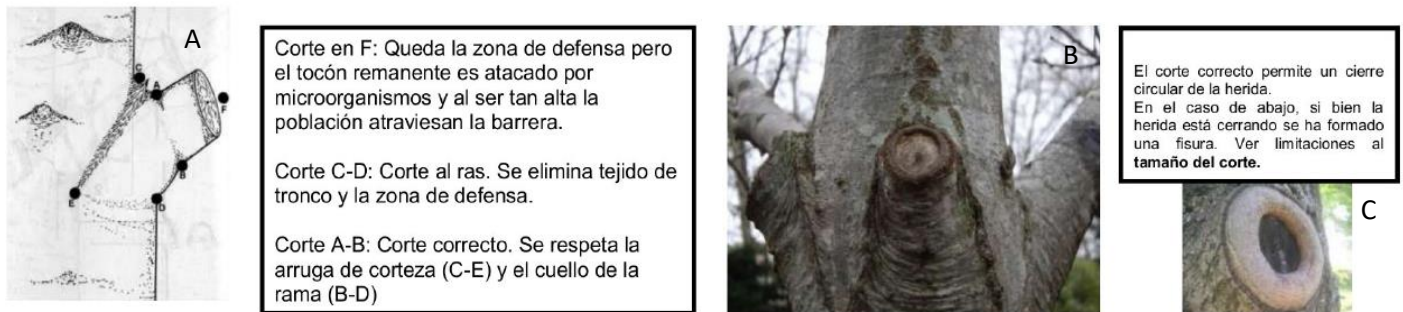 A
C
A
F
B
E
D
Corte en F: Queda la zona de defensa pero
el tocón remanente es atacado por
microorganismos y al ser tan alta la
población atraviesan la barrera.
Corte C-D: Corte al ras. Se elimina tejido de
tronco y la zona de defensa.
Corte A-B: Corte correcto. Se respeta la
arruga de corteza (C-E) y el cuello de la
rama (B-D)
B
El corte correcto permite un cierre
circular de la herida.
En el caso de abajo, si bien la
herida está cerrando se ha formado
una fisura. Ver limitaciones al
tamaño del corte.
C